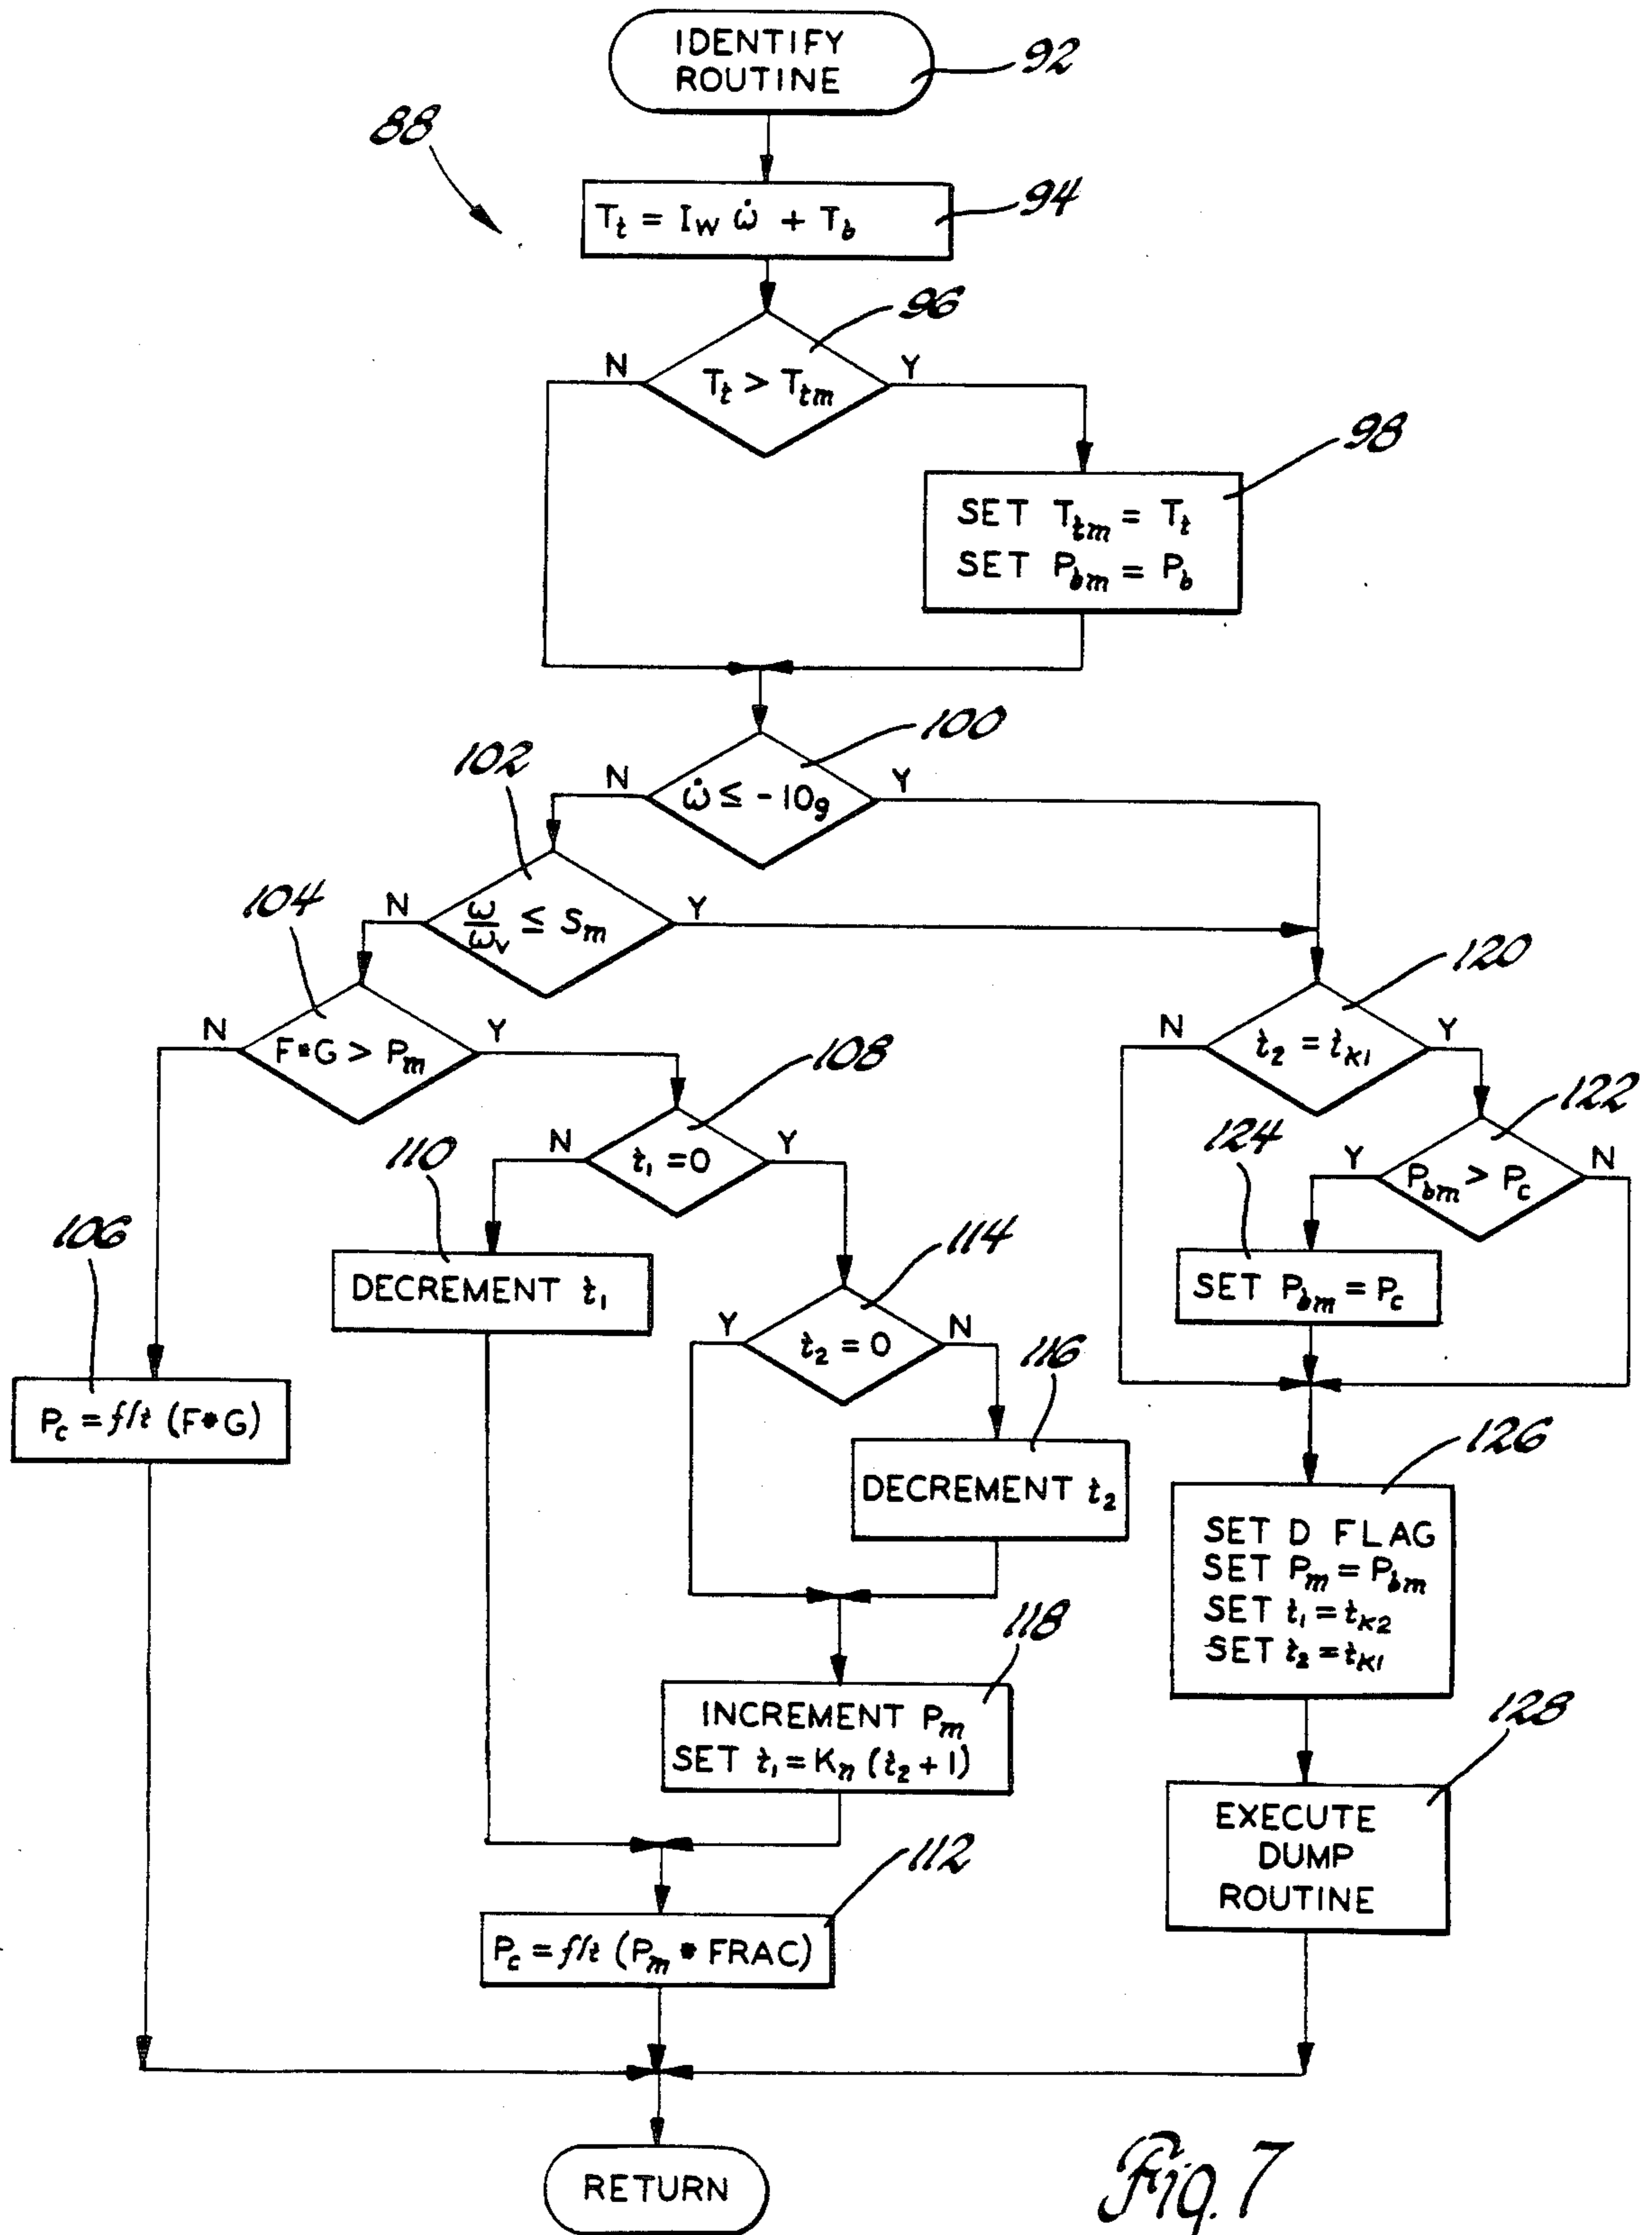 IDENTIFY
ROUTINE
92
88
94
Tt = Iw ω̇ + Tb
96
N
Y
Tt > Ttm
98
SET Ttm = Tt
SET Pbm = Pb
100
102
N
Y
ω̇ ≤ -10g
104
N
Y
ω/ωv ≤ Sm
120
N
Y
F*G > Pm
N
Y
t2 = tK1
108
122
110
N
Y
t1 = 0
124
Y
N
Pbm > Pc
106
114
DECREMENT t1
SET Pbm = Pc
Y
N
t2 = 0
116
Pc = flt (F*G)
126
DECREMENT t2
SET D FLAG
SET Pm = Pbm
SET t1 = tK2
SET t2 = tK1
118
INCREMENT Pm
SET t1 = Kn (t2 + 1)
128
EXECUTE
DUMP
ROUTINE
112
Pc = flt (Pm * FRAC)
RETURN
Fig. 7